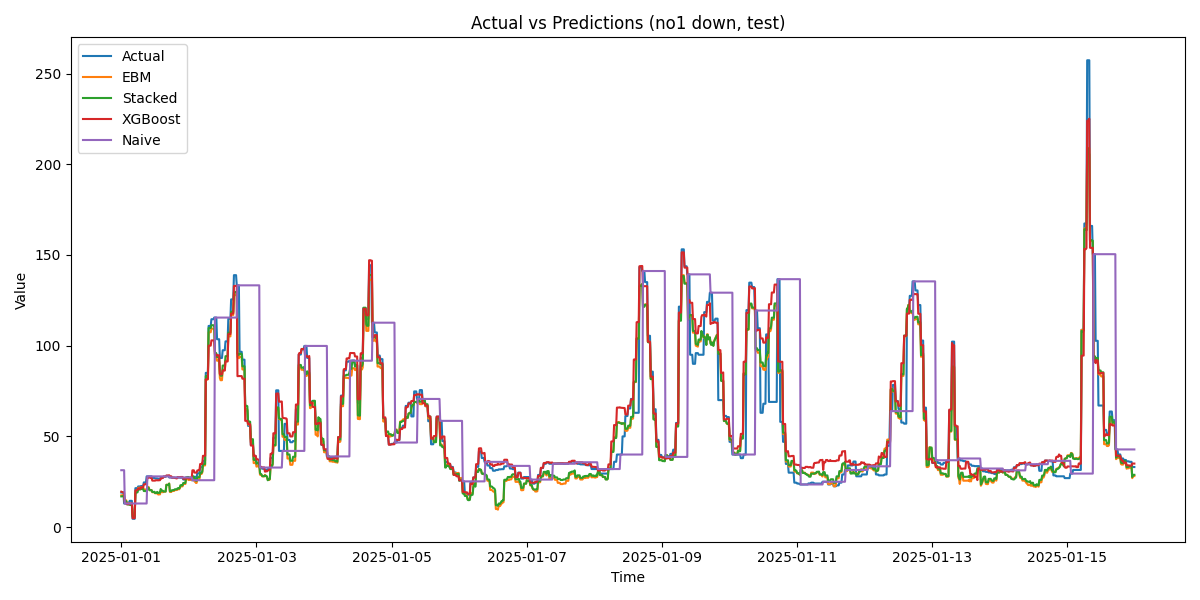 Actual vs Predictions (no1 down, test)
Actual
EBM
Stacked
XGBoost
Naive
Value
250
200
150
100
50
0
2025-01-01 2025-01-03 2025-01-05 2025-01-07 2025-01-09 2025-01-11 2025-01-13 2025-01-15
Time